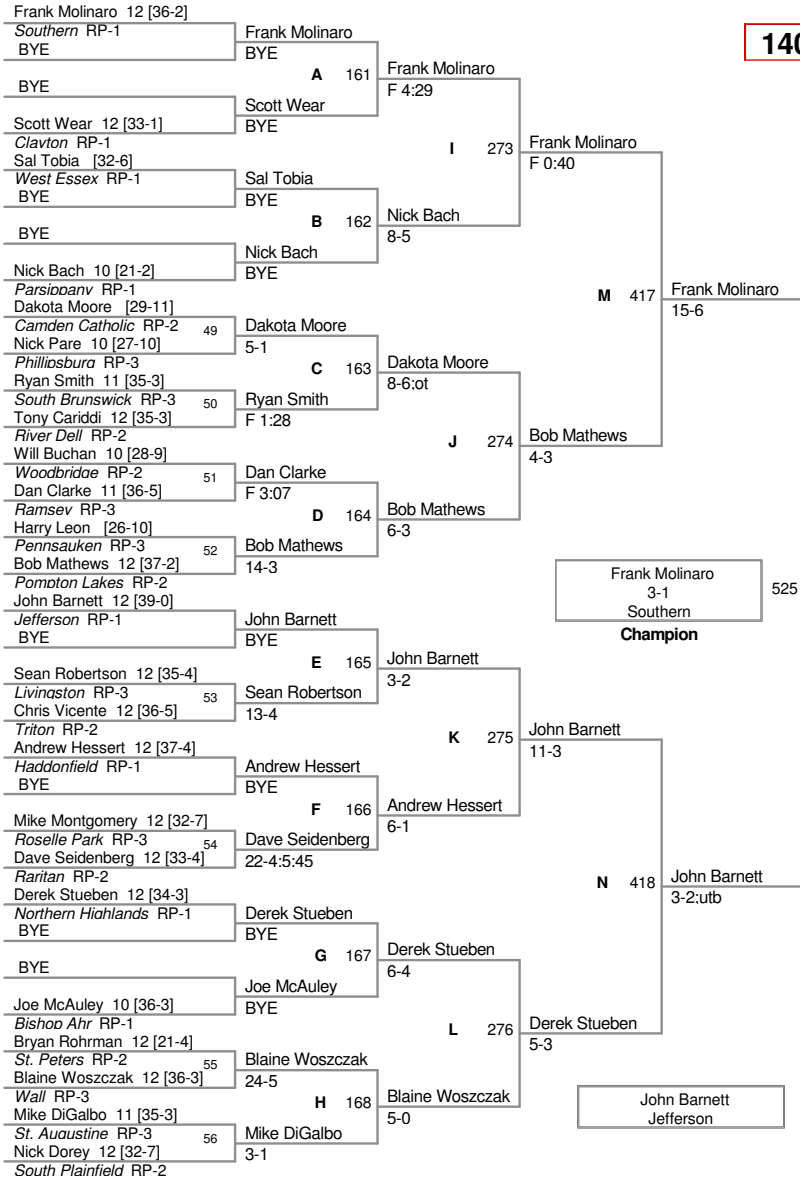 Frank Molinaro 12 [36-2]
Southern RP-1
BYE
BYE
Scott Wear 12 [33-1]
Clayton RP-1
Sal Tobia [32-6]
West Essex RP-1
BYE
BYE
Nick Bach 10 [21-2]
Parsippany RP-1
Dakota Moore [29-11]
Camden Catholic RP-2
49
Nick Pare 10 [27-10]
Phillipsburg RP-3
Ryan Smith 11 [35-3]
South Brunswick RP-3
50
Tony Cariddi 12 [35-3]
River Dell RP-2
Will Buchan 10 [28-9]
Woodbridge RP-2
51
Dan Clarke 11 [36-5]
Ramsey RP-3
Harry Leon [26-10]
Pennsauken RP-3
52
Bob Mathews 12 [37-2]
Pompton Lakes RP-2
John Barnett 12 [39-0]
Jefferson RP-1
BYE
Sean Robertson 12 [35-4]
Livingston RP-3
53
Chris Vicente 12 [36-5]
Triton RP-2
Andrew Hessert 12 [37-4]
Haddonfield RP-1
BYE
Mike Montgomery 12 [32-7]
Roselle Park RP-3
54
Dave Seidenberg 12 [33-4]
Raritan RP-2
Derek Stueben 12 [34-3]
Northern Highlands RP-1
BYE
BYE
Joe McAuley 10 [36-3]
Bishop Ahr RP-1
Bryan Rohrman 12 [21-4]
St. Peters RP-2
55
Blaine Woszczak 12 [36-3]
Wall RP-3
Mike DiGalbo 11 [35-3]
St. Augustine RP-3
56
Nick Dorey 12 [32-7]
South Plainfield RP-2
Frank Molinaro
BYE
A 161
Scott Wear
BYE
Sal Tobia
BYE
B 162
Nick Bach
BYE
Dakota Moore
5-1
C 163
Ryan Smith
F 1:28
Dan Clarke
F 3:07
D 164
Bob Mathews
14-3
John Barnett
BYE
E 165
Sean Robertson
13-4
Andrew Hessert
BYE
F 166
Dave Seidenberg
22-4:5:45
Derek Stueben
BYE
G 167
Joe McAuley
BYE
Blaine Woszczak
24-5
H 168
Mike DiGalbo
3-1
Frank Molinaro
F 4:29
I 273
Nick Bach
8-5
Dakota Moore
8-6:ot
J 274
Bob Mathews
6-3
John Barnett
3-2
K 275
Andrew Hessert
6-1
Derek Stueben
6-4
L 276
Blaine Woszczak
5-0
Frank Molinaro
F 0:40
M 417
Bob Mathews
4-3
John Barnett
11-3
N 418
Derek Stueben
5-3
140
Frank Molinaro
15-6
Frank Molinaro
3-1
Southern
525
Champion
John Barnett
3-2:utb
John Barnett
Jefferson